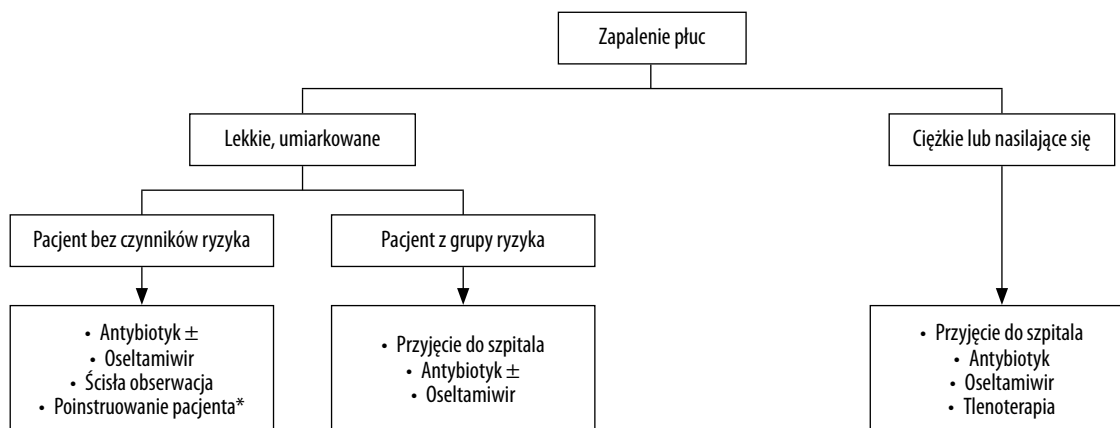 Zapalenie płuc
Lekkie, umiarkowane
Ciężkie lub nasilające się
Pacjent bez czynników ryzyka
Pacjent z grupy ryzyka
• Antybiotyk ±
• Oseltamiwir
• Ścisła obserwacja
• Poinstruowanie pacjenta*
• Przyjęcie do szpitala
• Antybiotyk ±
• Oseltamiwir
• Przyjęcie do szpitala
• Antybiotyk
• Oseltamiwir
• Tlenoterapia